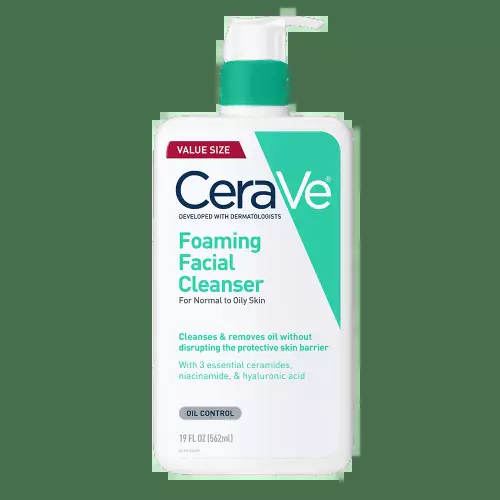 VALUE SIZE
CeraVe®
DEVELOPED WITH DERMATOLOGISTS
Foaming
Facial
Cleanser
For Normal to Oily Skin
Cleanses & removes oil without
disrupting the protective skin barrier
With 3 essential ceramides,
niacinamide, & hyaluronic acid
OIL CONTROL
19 FL OZ (562ml)